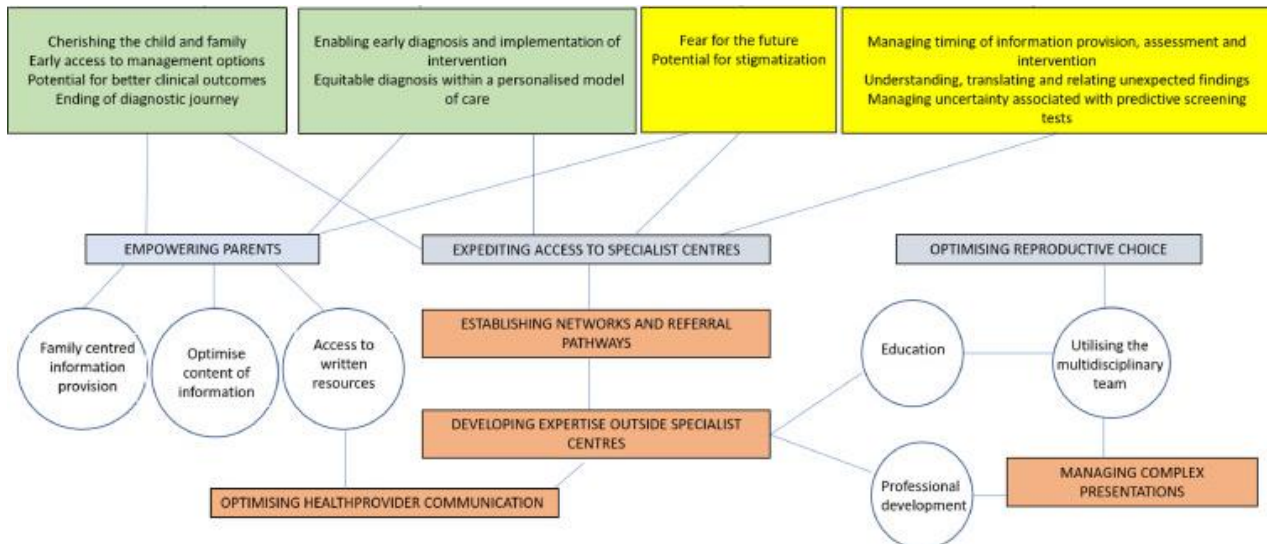 Cherishing the child and family
Early access to management options
Potential for better clinical outcomes
Ending of diagnostic journey
Enabling early diagnosis and implementation of
intervention
Equitable diagnosis within a personalised model
of care
Fear for the future
Potential for stigmatization
Managing timing of information provision, assessment and
intervention
Understanding, translating and relating unexpected findings
Managing uncertainty associated with predictive screening
tests
EMPOWERING PARENTS
EXPEDITING ACCESS TO SPECIALIST CENTRES
OPTIMISING REPRODUCTIVE CHOICE
Family centred
information
provision
Optimise
content of
information
Access to
written
resources
ESTABLISHING NETWORKS AND REFERRAL
PATHWAYS
Education
Utilising the
multidisciplinary
team
DEVELOPING EXPERTISE OUTSIDE SPECIALIST
CENTRES
OPTIMISING HEALTHPROVIDER COMMUNICATION
Professional
development
MANAGING COMPLEX
PRESENTATIONS